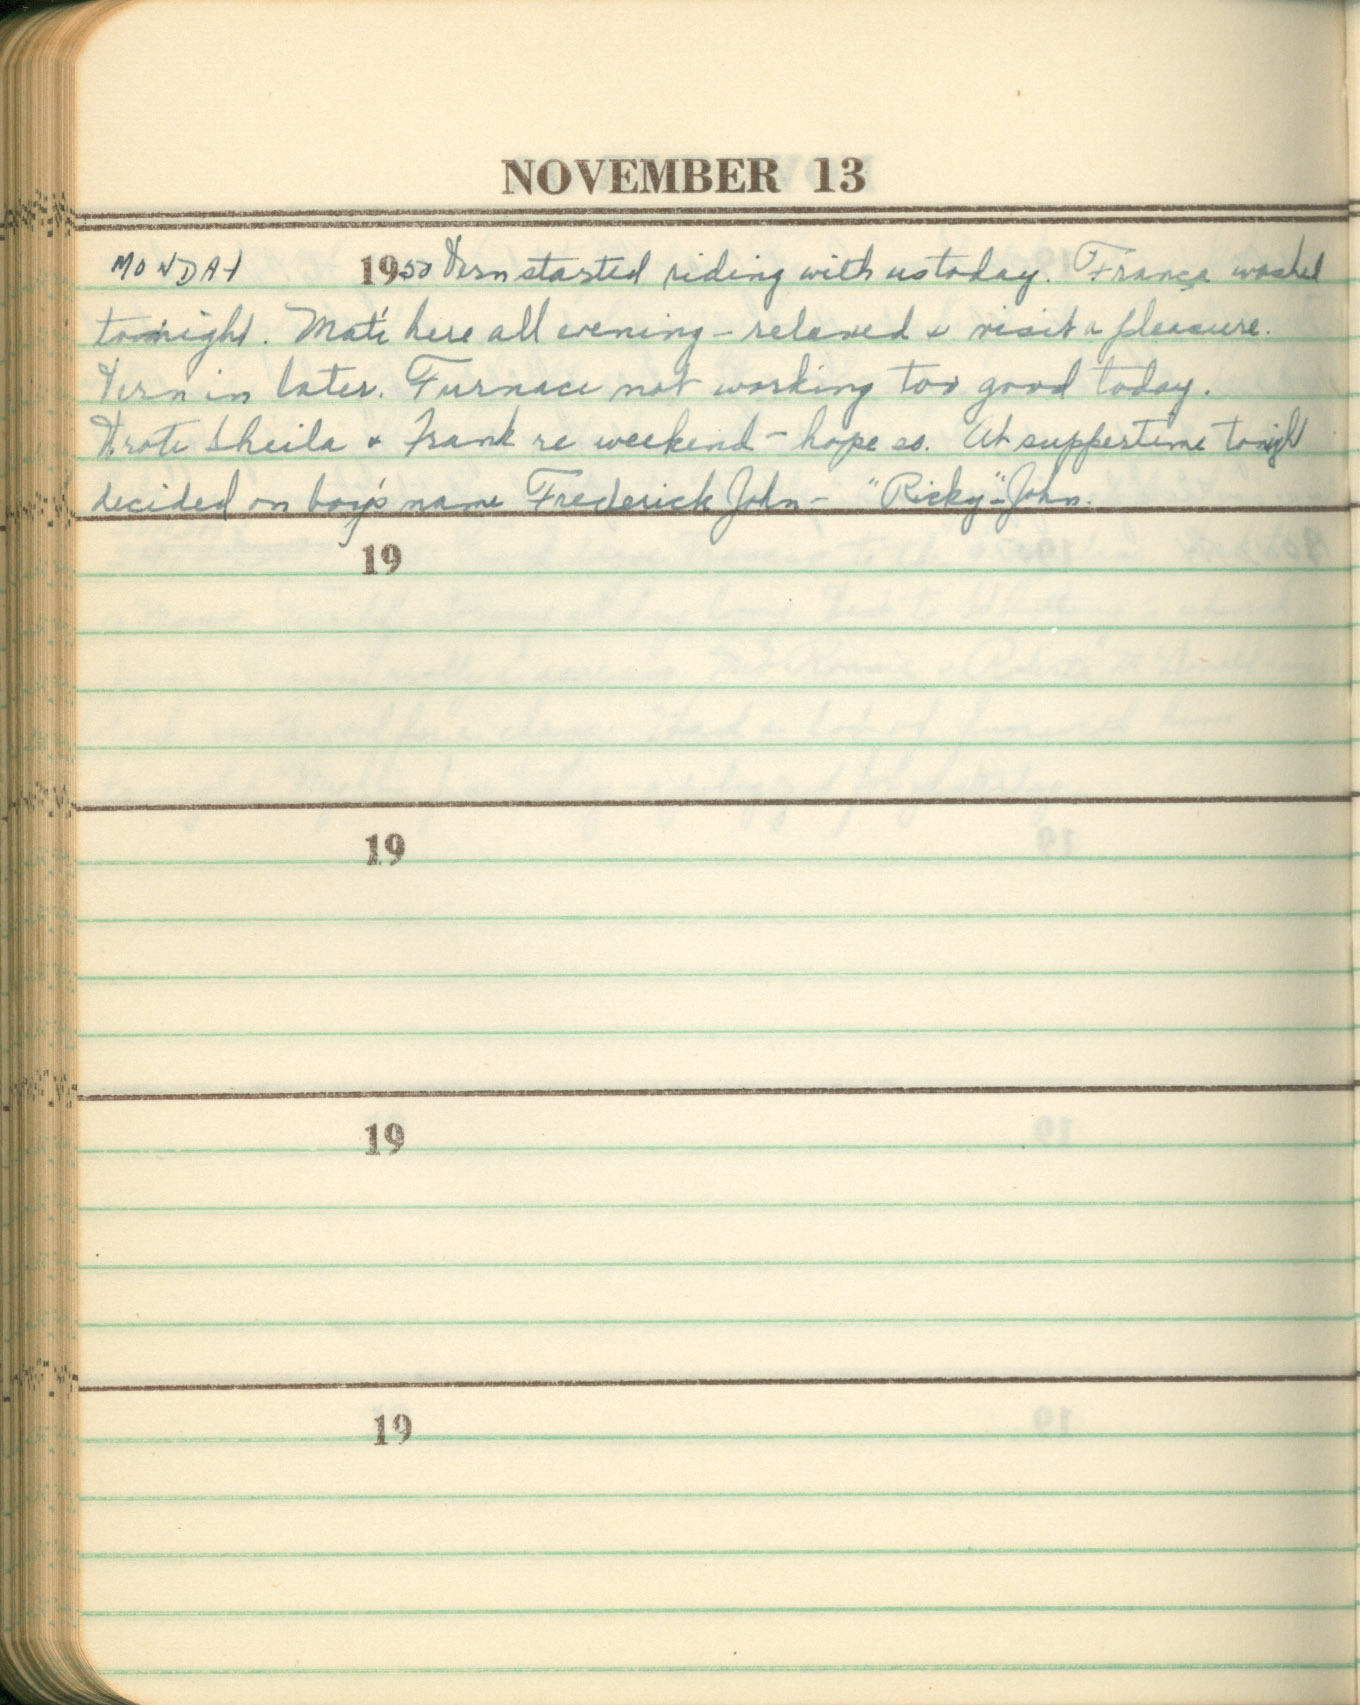 NOVEMBER 13
MONDAY 1950 Vern started riding with us today. France washed
tonight. Mate here all evening - relaxed & visit a pleasure.
Vern in later. Furnace not working too good today.
Wrote Sheila & Frank re weekend - hope so. At suppertime tonight
decided on boy's name Frederick John - "Ricky"-John.
19
19
19
19